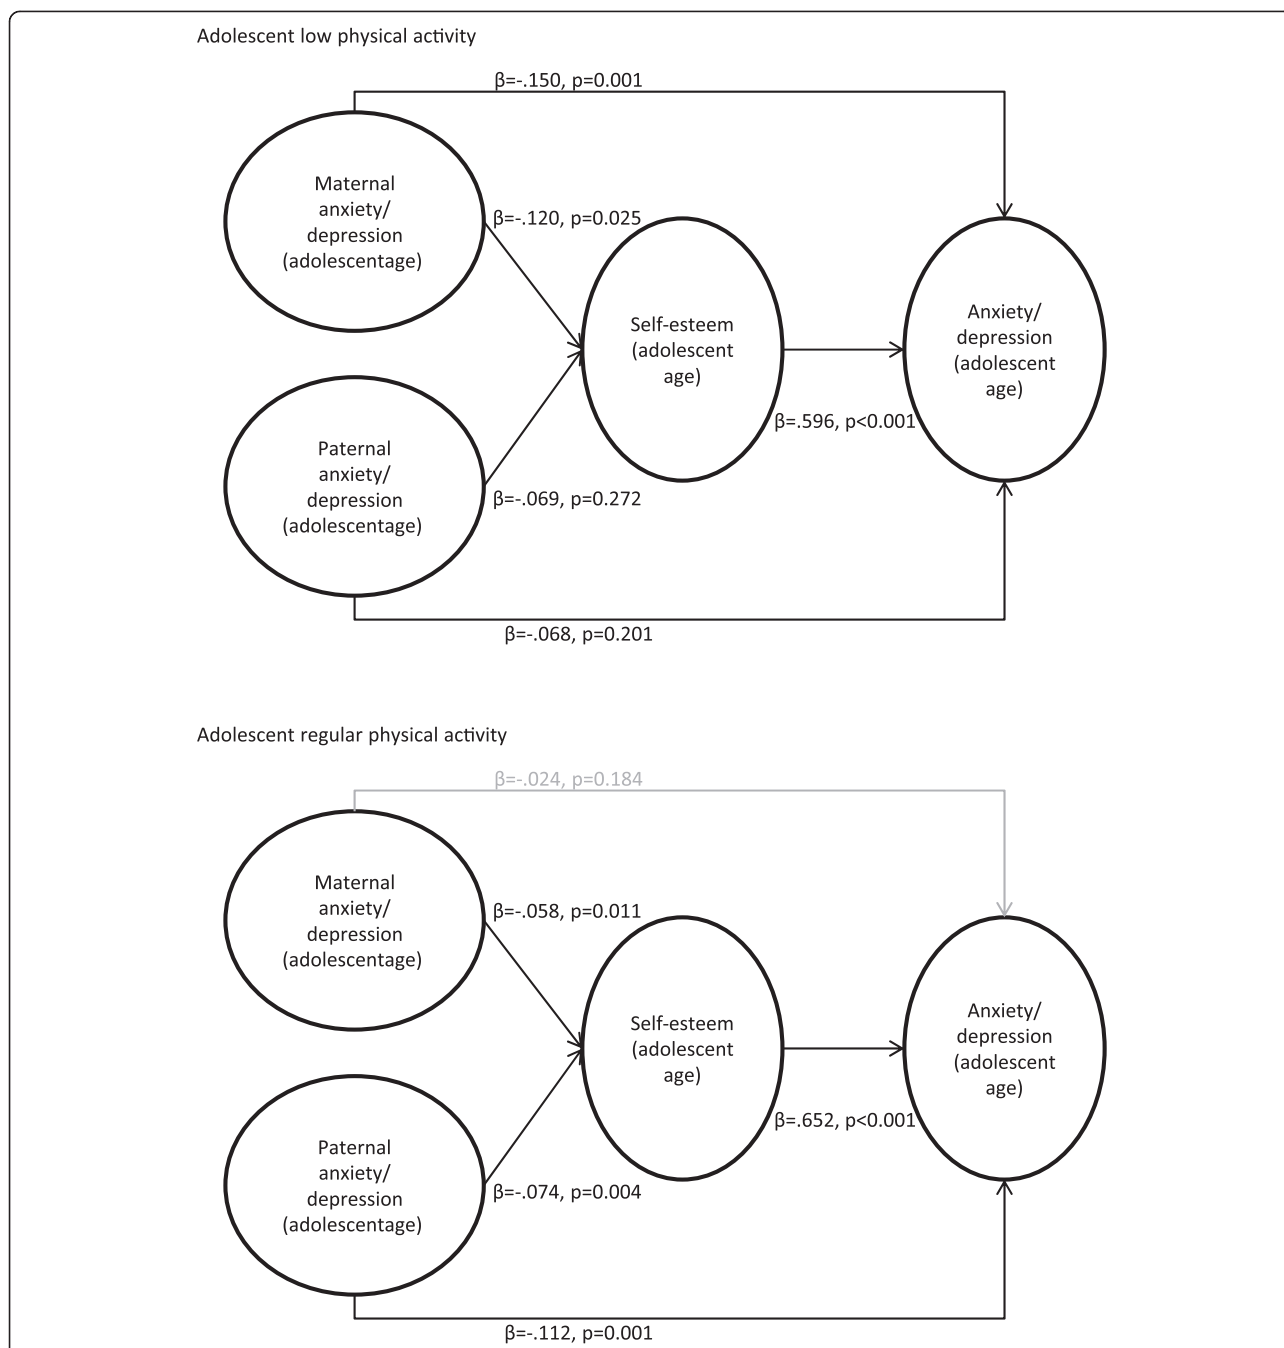 Adolescent low physical activity
β=-.150, p=0.001
Maternal
anxiety/
depression
(adolescentage)
β=-.120, p=0.025
Self-esteem
(adolescent
age)
Anxiety/
depression
(adolescent
age)
β=.596, p<0.001
Paternal
anxiety/
depression
(adolescentage)
β=-.069, p=0.272
β=-.068, p=0.201
Adolescent regular physical activity
β=-.024, p=0.184
Maternal
anxiety/
depression
(adolescentage)
β=-.058, p=0.011
Self-esteem
(adolescent
age)
Anxiety/
depression
(adolescent
age)
β=.652, p<0.001
Paternal
anxiety/
depression
(adolescentage)
β=-.074, p=0.004
β=-.112, p=0.001